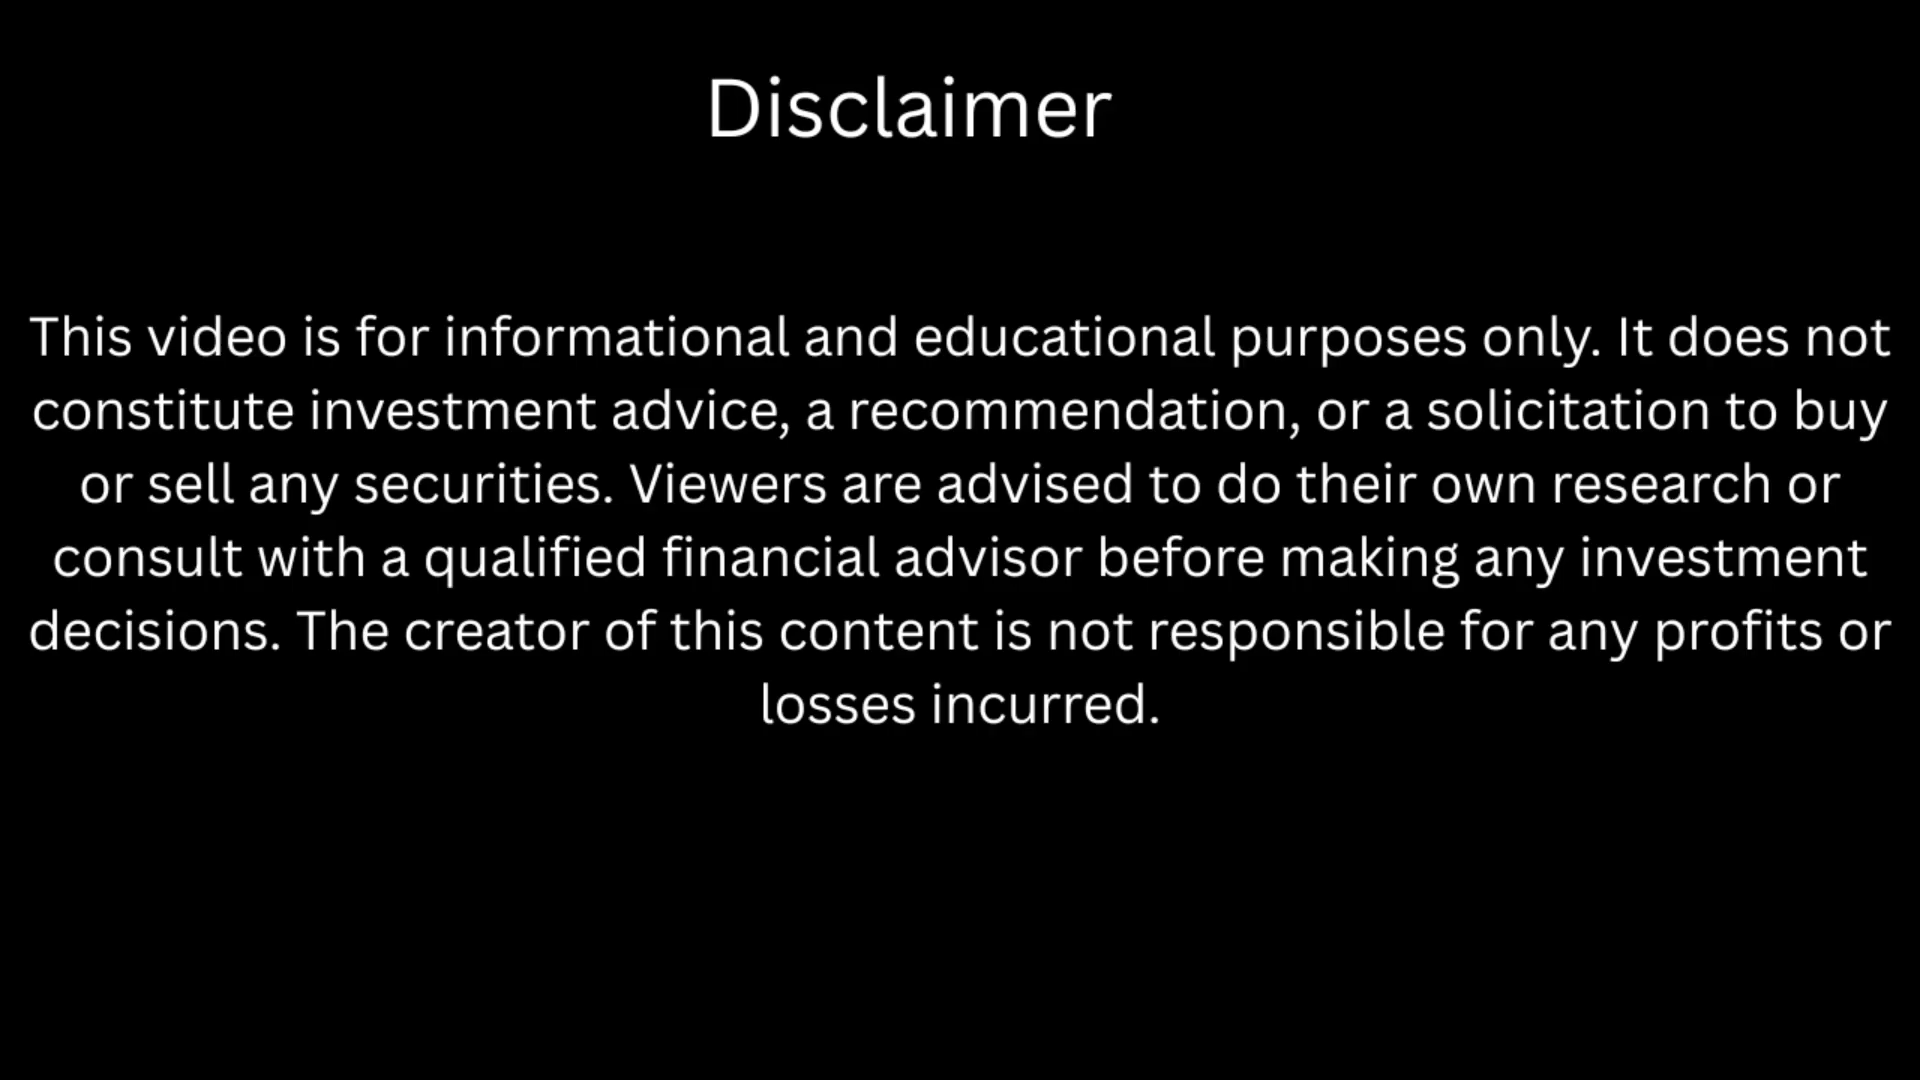 Disclaimer
This video is for informational and educational purposes only. It does not
constitute investment advice, a recommendation, or a solicitation to buy
or sell any securities. Viewers are advised to do their own research or
consult with a qualified financial advisor before making any investment
decisions. The creator of this content is not responsible for any profits or
losses incurred.